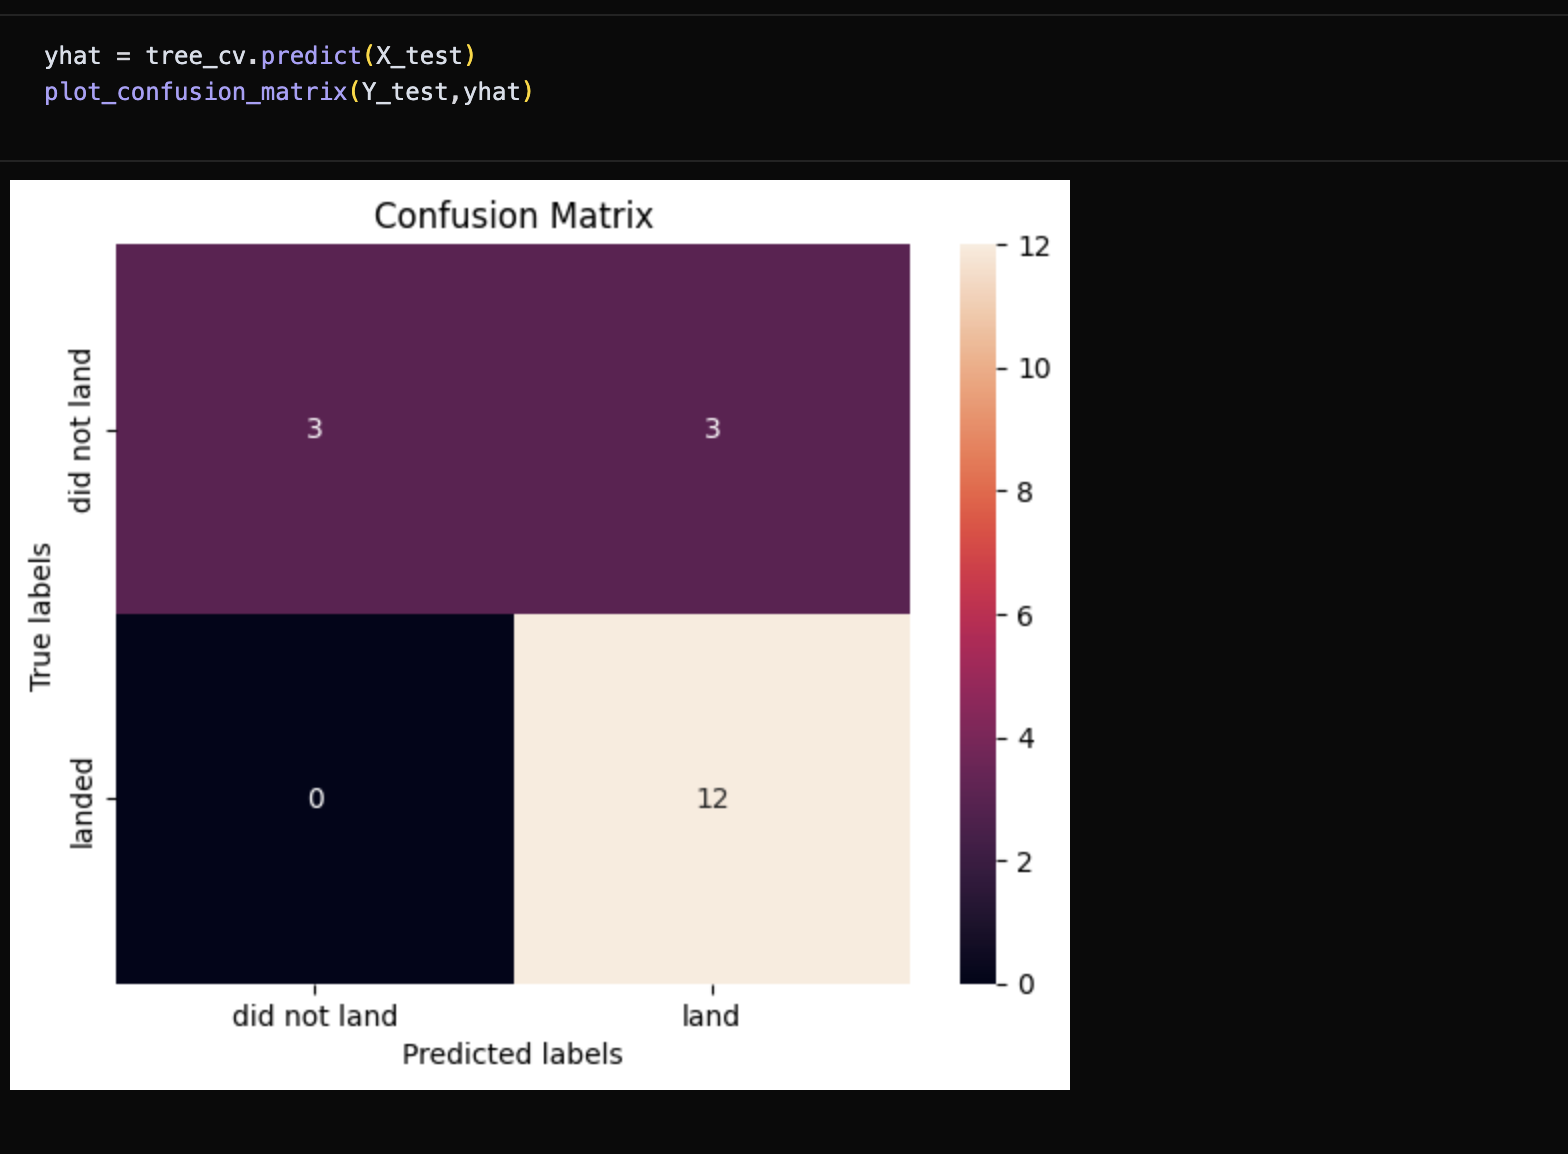 yhat = tree_cv.predict(X_test)
plot_confusion_matrix(Y_test,yhat)
Confusion Matrix
True labels
did not land
landed
3
3
0
12
did not land
land
Predicted labels
12
10
8
6
4
2
0